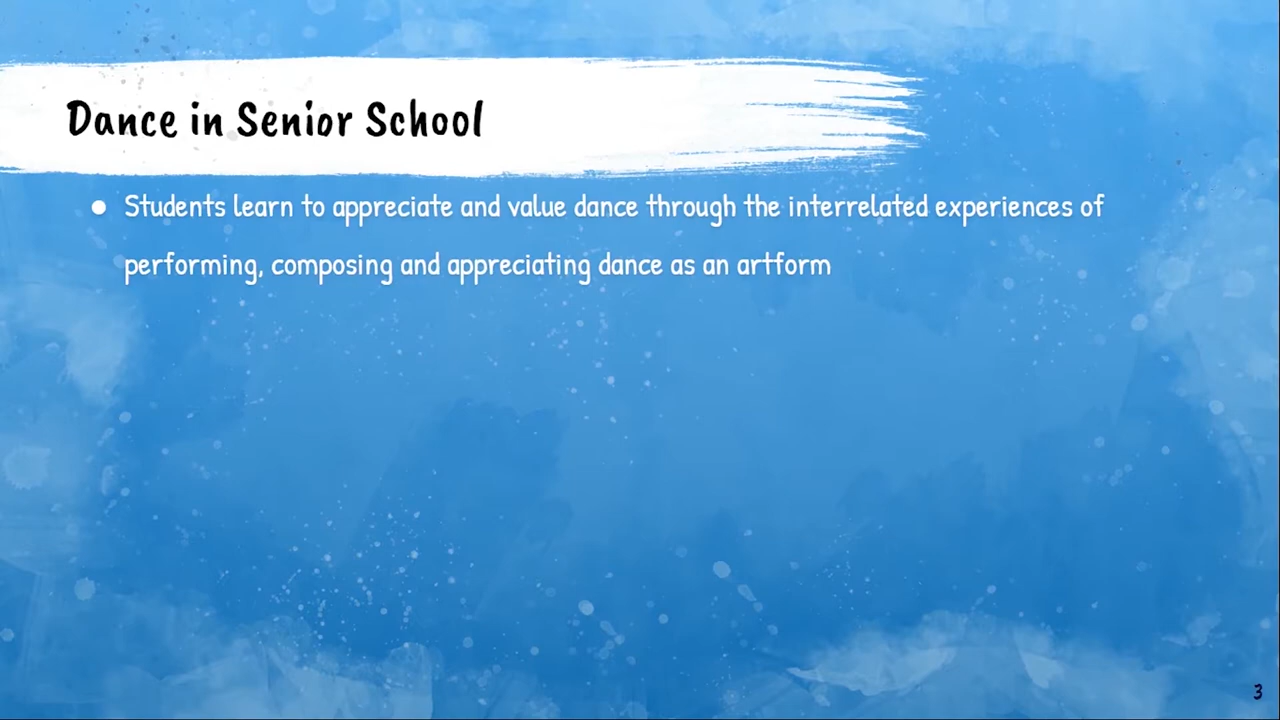 Dance in Senior School
● Students learn to appreciate and value dance through the interrelated experiences of
performing, composing and appreciating dance as an artform
3